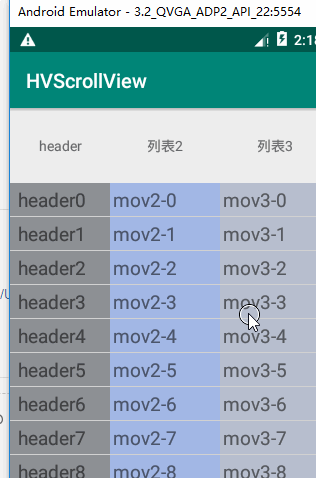 Android Emulator - 3.2_QVGA_ADP2_API_22:5554
2:18
HVScrollView
header 列表2 列表3
header0 mov2-0 mov3-0
header1 mov2-1 mov3-1
header2 mov2-2 mov3-2
header3 mov2-3 mov3-3
header4 mov2-4 mov3-4
header5 mov2-5 mov3-5
header6 mov2-6 mov3-6
header7 mov2-7 mov3-7
header8 mov2-8 mov3-8